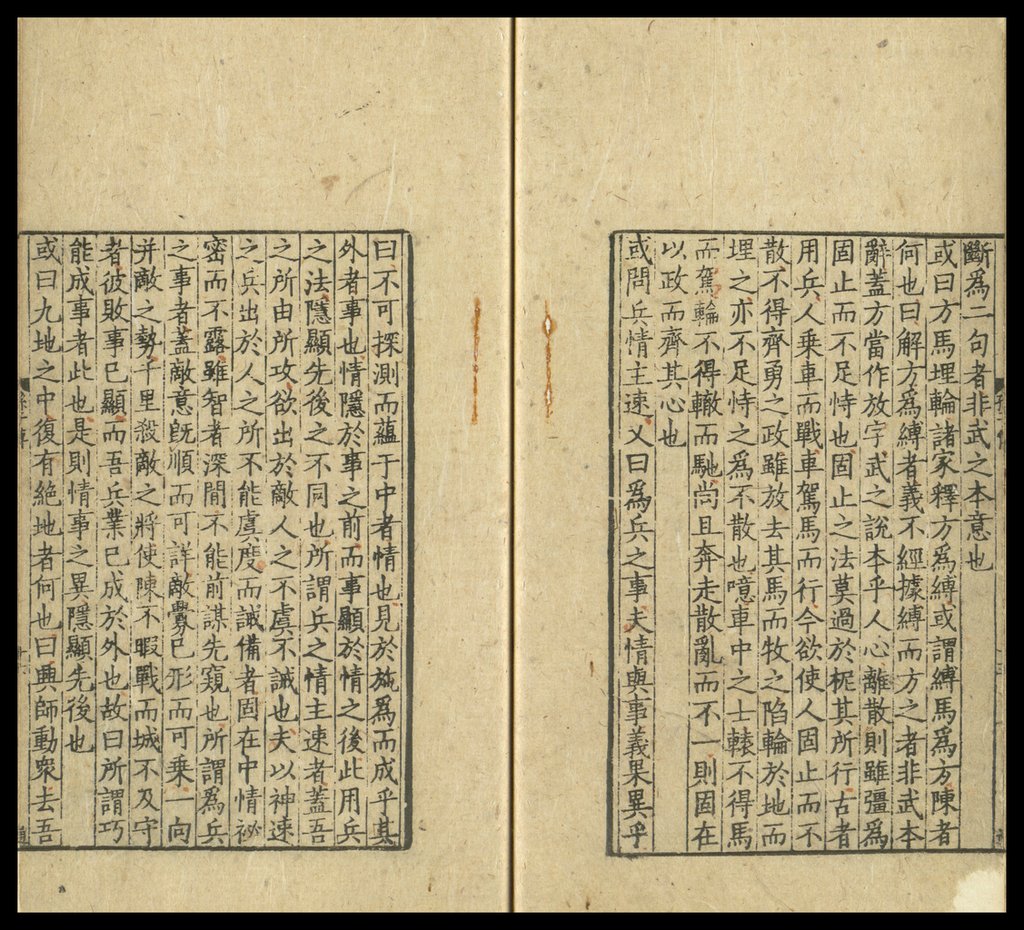 斷爲二句者非武之本意也
或曰方馬埋輪諸家釋方爲縛或謂縛馬爲方陳者
何也曰解方爲縛者義不經據縛而方之者非武本
辭蓋方當作放字武之說本乎人心離散則雖彊爲
固止而不足恃也固止之法莫過於柅其所行古者
用兵人乘車而戰車駕馬而行今欲使人固止而不
散不得齊勇之政雖放去其馬而牧之陷輪於地而
埋之亦不足恃之爲不散也噫車中之士轅不得馬
而駕輪不得轍而馳尚且奔走散亂而不一則固在
以政而齊其心也
或問兵情主速乂曰爲兵之事夫情與事義果異乎
曰不可探測而蘊于中者情也見於施爲而成乎其
外者事也情隱於事之前而事顯於情之後此用兵
之法隱顯先後之不同也所謂兵之情主速者蓋吾
之所由所攻欲出於敵人之不虞不誡也夫以神速
之兵出於人之所不能虞度而誡備者固在中情祕
密而不露雖智者深間不能前謀先窺也所謂爲兵
之事者蓋敵意旣順而可詳敵釁已形而可乘一向
并敵之勢千里殺敵之將使陳不暇戰而城不及守
者彼敗事已顯而吾兵業已成於外也故曰所謂巧
能成事者此也是則情事之異隱顯先後也
或曰九地之中復有絶地者何也曰興師動衆去吾